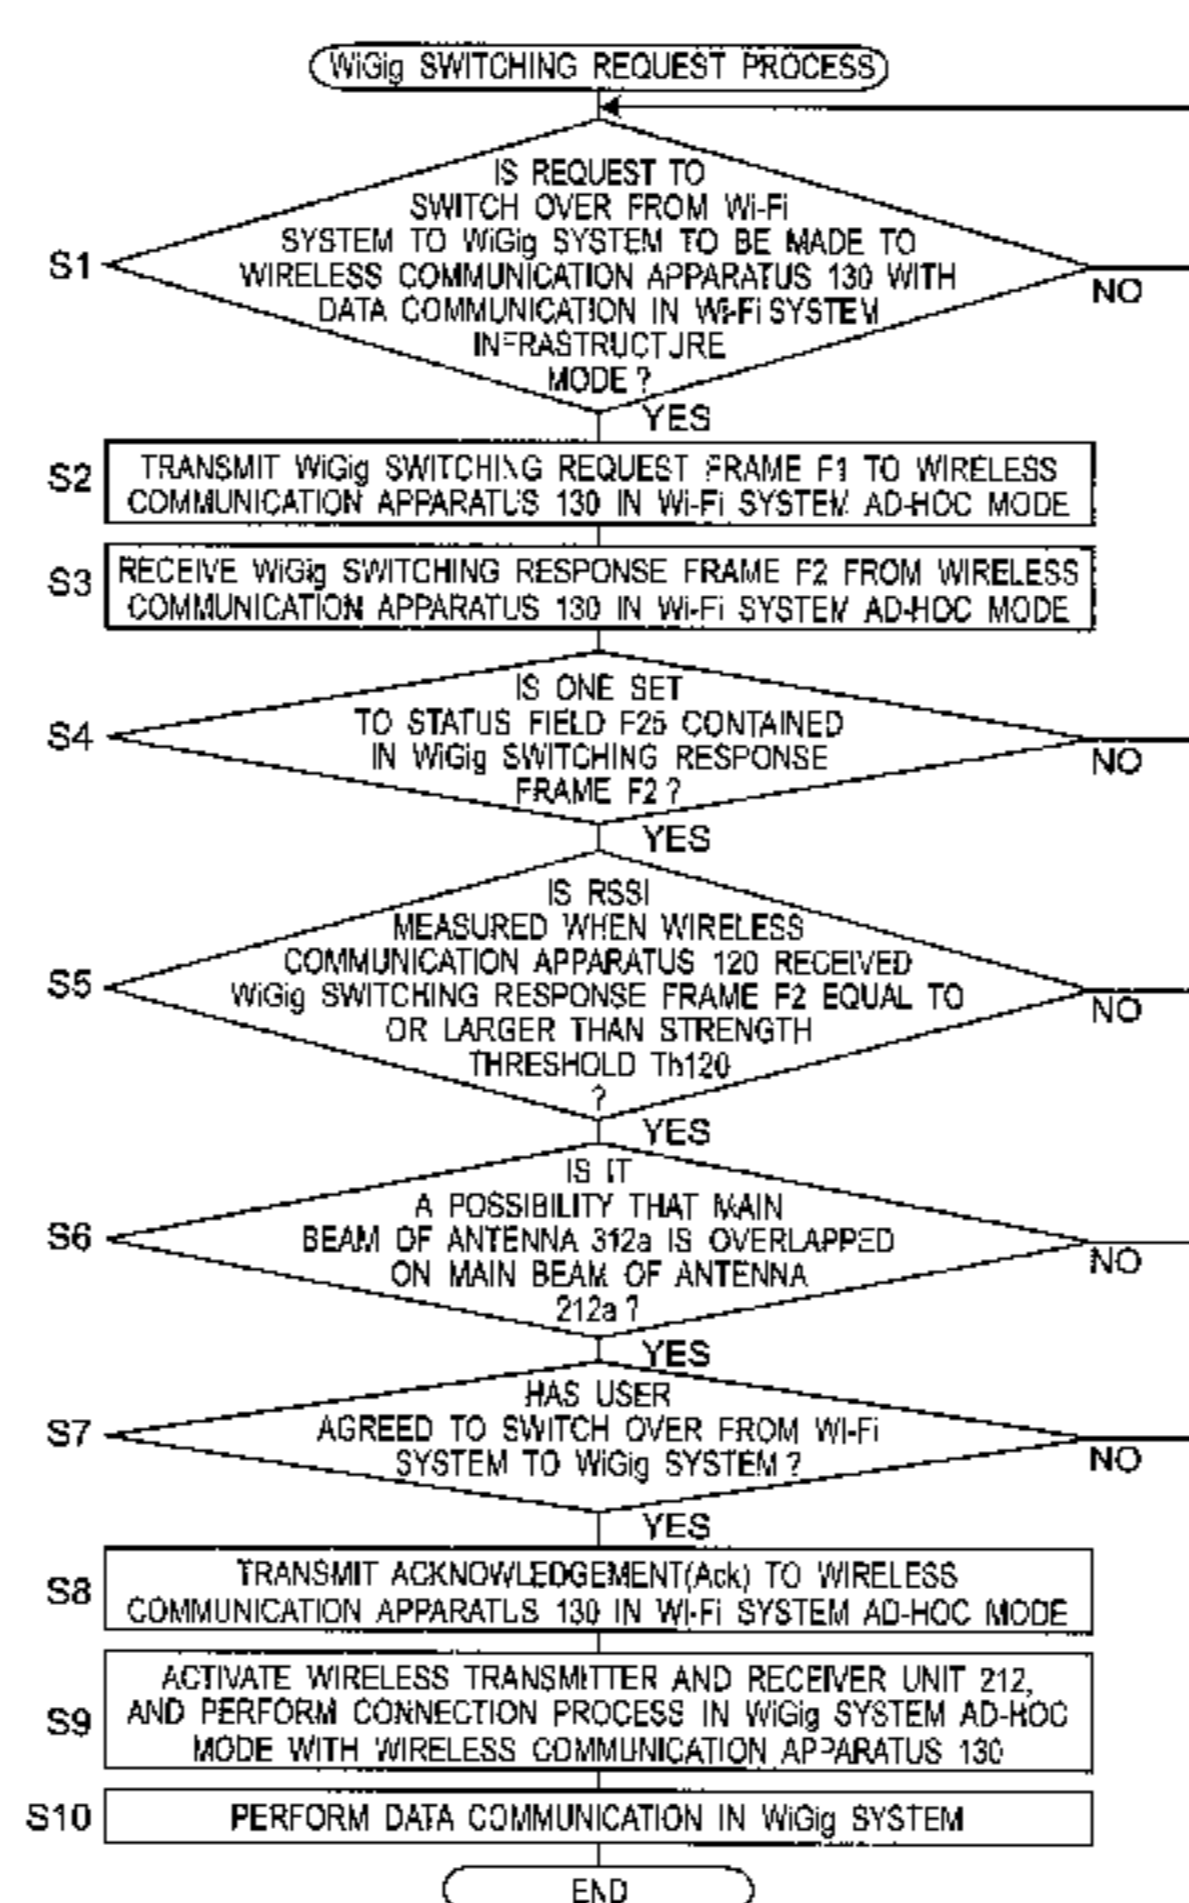 WiGig SWITCHING REQUEST PROCESS
IS REQUEST TO
SWITCH OVER FROM Wi-Fi
SYSTEM TO WiGig SYSTEM TO BE MADE TO
WIRELESS COMMUNICATION APPARATUS 130 WITH
DATA COMMUNICATION IN Wi-Fi SYSTEM
INFRASTRUCTURE
MODE?
S1
NO
YES
S2
TRANSMIT WiGig SWITCHING REQUEST FRAME F1 TO WIRELESS
COMMUNICATION APPARATUS 130 IN Wi-Fi SYSTEM AD-HOC MODE
S3
RECEIVE WiGig SWITCHING RESPONSE FRAME F2 FROM WIRELESS
COMMUNICATION APPARATUS 130 IN Wi-Fi SYSTEM AD-HOC MODE
IS ONE SET
TO STATUS FIELD F25 CONTAINED
IN WiGig SWITCHING RESPONSE
FRAME F2?
S4
NO
YES
IS RSSI
MEASURED WHEN WIRELESS
COMMUNICATION APPARATUS 120 RECEIVED
WiGig SWITCHING RESPONSE FRAME F2 EQUAL TO
OR LARGER THAN STRENGTH
THRESHOLD Th120
?
S5
NO
YES
IS IT
A POSSIBILITY THAT MAIN
BEAM OF ANTENNA 312a IS OVERLAPPED
ON MAIN BEAM OF ANTENNA
212a?
S6
NO
YES
HAS USER
AGREED TO SWITCH OVER FROM Wi-Fi
SYSTEM TO WiGig SYSTEM?
S7
NO
YES
S8
TRANSMIT ACKNOWLEDGEMENT(Ack) TO WIRELESS
COMMUNICATION APPARATUS 130 IN Wi-Fi SYSTEM AD-HOC MODE
S9
ACTIVATE WIRELESS TRANSMITTER AND RECEIVER UNIT 212,
AND PERFORM CONNECTION PROCESS IN WiGig SYSTEM AD-HOC
MODE WITH WIRELESS COMMUNICATION APPARATUS 130
S10
PERFORM DATA COMMUNICATION IN WiGig SYSTEM
END